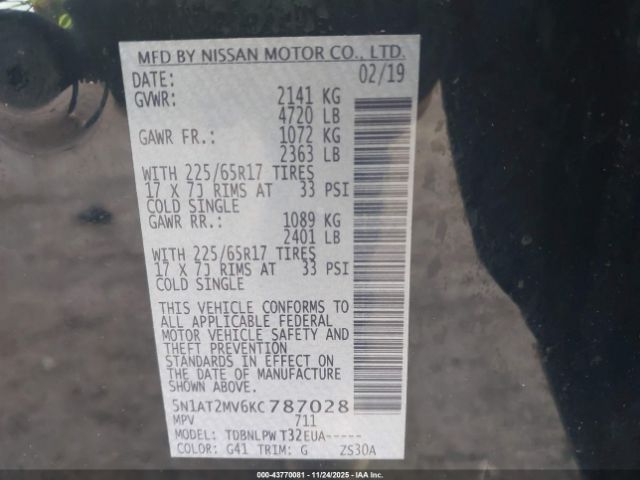 MFD BY NISSAN MOTOR CO., LTD.
DATE: 02/19
GVWR: 2141 KG
4720 LB
GAWR FR.: 1072 KG
2363 LB
WITH 225/65R17 TIRES
17 X 7J RIMS AT 33 PSI
COLD SINGLE
GAWR RR.: 1089 KG
2401 LB
WITH 225/65R17 TIRES
17 X 7J RIMS AT 33 PSI
COLD SINGLE
THIS VEHICLE CONFORMS TO
ALL APPLICABLE FEDERAL
MOTOR VEHICLE SAFETY AND
THEFT PREVENTION
STANDARDS IN EFFECT ON
THE DATE OF MANUFACTURE
SHOWN ABOVE.
5N1AT2MV6KC787028
MPV 711
MODEL: TDBNLPW T32EUA-----
COLOR: G41 TRIM: G ZS30A
000-43770081 - 11/24/2025 - IAAI.com